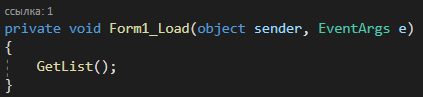 ссылка: 1
private void Form1_Load(object sender, EventArgs e)
{
    GetList();
}